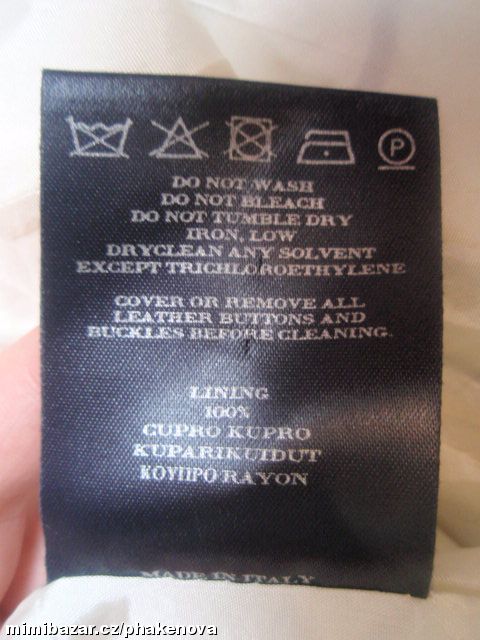 P
DO NOT WASH
DO NOT BLEACH
DO NOT TUMBLE DRY
IRON, LOW
DRYCLEAN ANY SOLVENT
EXCEPT TRICHLOROETHYLENE
COVER OR REMOVE ALL
LEATHER BUTTONS AND
BUCKLES BEFORE CLEANING.
LINING
100%
CUPRO KUPRO
KUPARIKUIDUT
ΚΟΥΠΡΟ RAYON
MADE IN ITALY
mimibazar.cz/phakenova